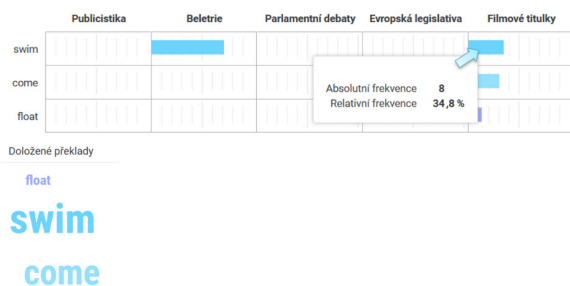 Publicistika Beletrie Parlamentní debaty Evropská legislativa Filmové titulky
swim
come
float
Absolutní frekvence 8
Relativní frekvence 34,8 %
Doložené překlady
float
swim
come